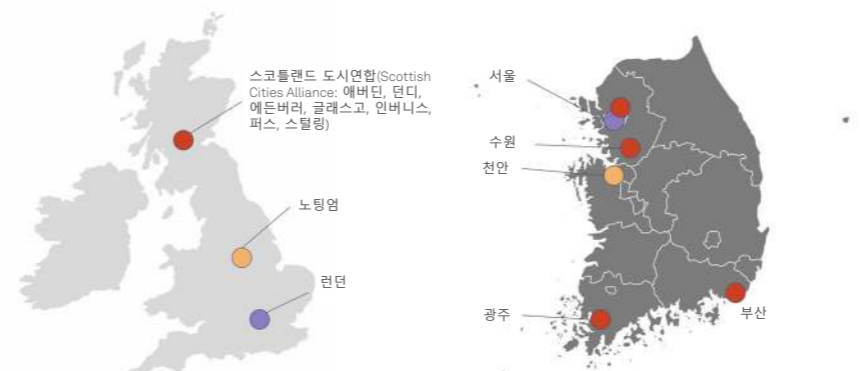 스코틀랜드 도시연합(Scottish
Cities Alliance: 애버딘, 던디,
에든버러, 글래스고, 인버니스,
퍼스, 스털링)
노팅엄
런던
서울
수원
천안
광주
부산